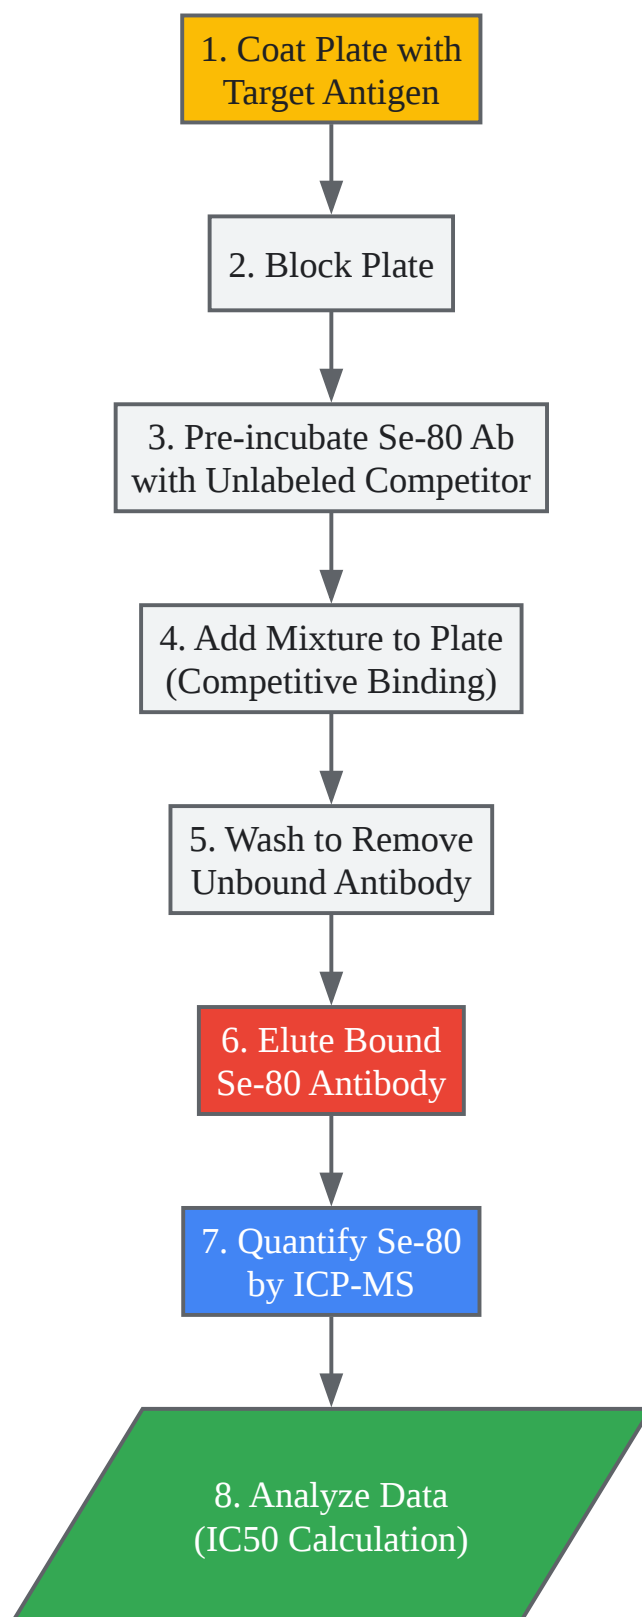 1. Coat Plate with
Target Antigen
2. Block Plate
3. Pre-incubate Se-80 Ab
with Unlabeled Competitor
4. Add Mixture to Plate
(Competitive Binding)
5. Wash to Remove
Unbound Antibody
6. Elute Bound
Se-80 Antibody
7. Quantify Se-80
by ICP-MS
8. Analyze Data
(IC50 Calculation)